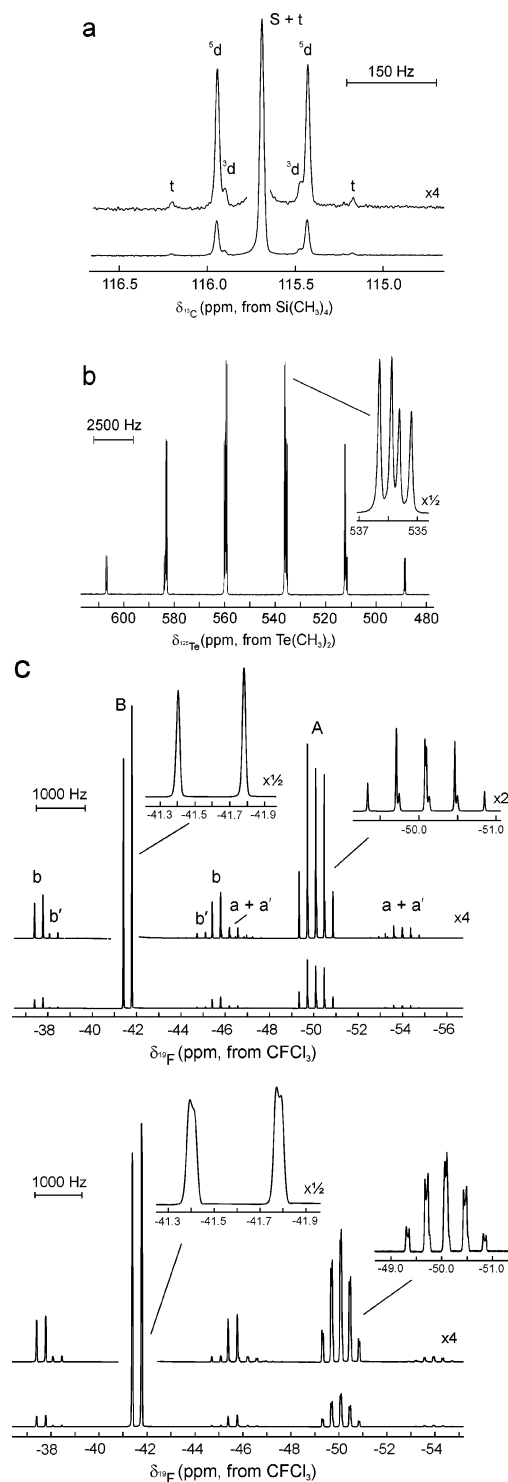 a
S + t
⁵d
⁵d
150 Hz
³d
³d
t
t
x4
116.5 116.0 115.5 115.0
δ¹³C (ppm, from Si(CH₃)₄)
b
2500 Hz
x½
537 535
600 580 560 540 520 500 480
δ¹²⁵Te (ppm, from Te(CH₃)₂)
c
B
A
1000 Hz
x½
-41.3 -41.5 -41.7 -41.9
x2
-50.0 -51.0
b
b'
b
b'
a + a'
a + a'
x4
-38 -40 -42 -44 -46 -48 -50 -52 -54 -56
δ¹⁹F (ppm, from CFCl₃)
1000 Hz
x½
-41.3 -41.5 -41.7 -41.9
-49.0 -50.0 -51.0
x4
-38 -40 -42 -44 -46 -48 -50 -52 -54
δ¹⁹F (ppm, from CFCl₃)